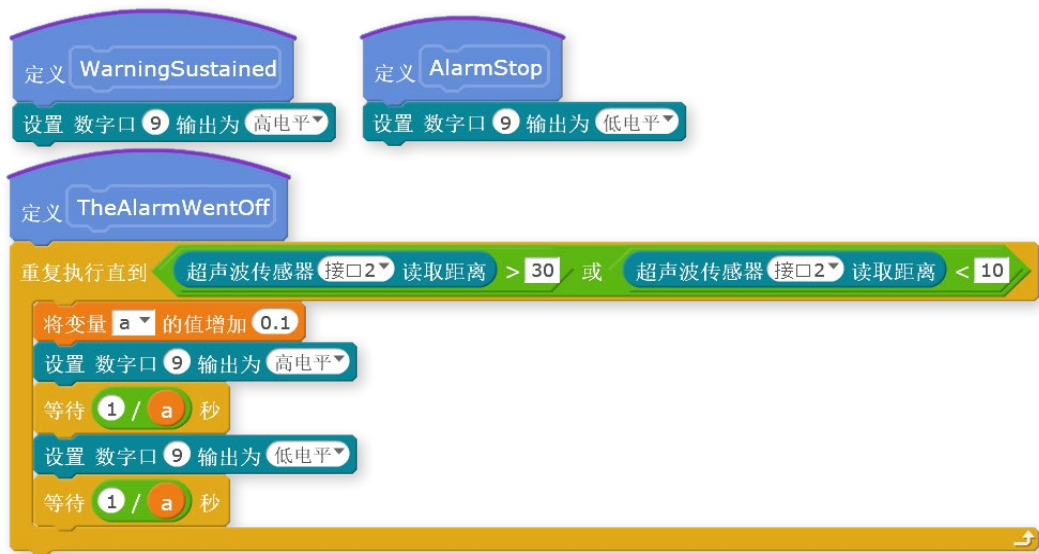 定义 WarningSustained
设置 数字口 9 输出为 高电平
定义 AlarmStop
设置 数字口 9 输出为 低电平
定义 TheAlarmWentOff
重复执行直到 超声波传感器 接口2 读取距离 > 30 或 超声波传感器 接口2 读取距离 < 10
将变量 a 的值增加 0.1
设置 数字口 9 输出为 高电平
等待 1 / a 秒
设置 数字口 9 输出为 低电平
等待 1 / a 秒